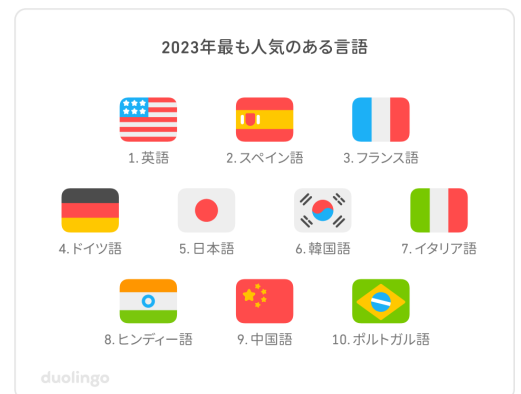 2023年最も人気のある言語
1. 英語
2. スペイン語
3. フランス語
4. ドイツ語
5. 日本語
6. 韓国語
7. イタリア語
8. ヒンディー語
9. 中国語
10. ポルトガル語
duolingo